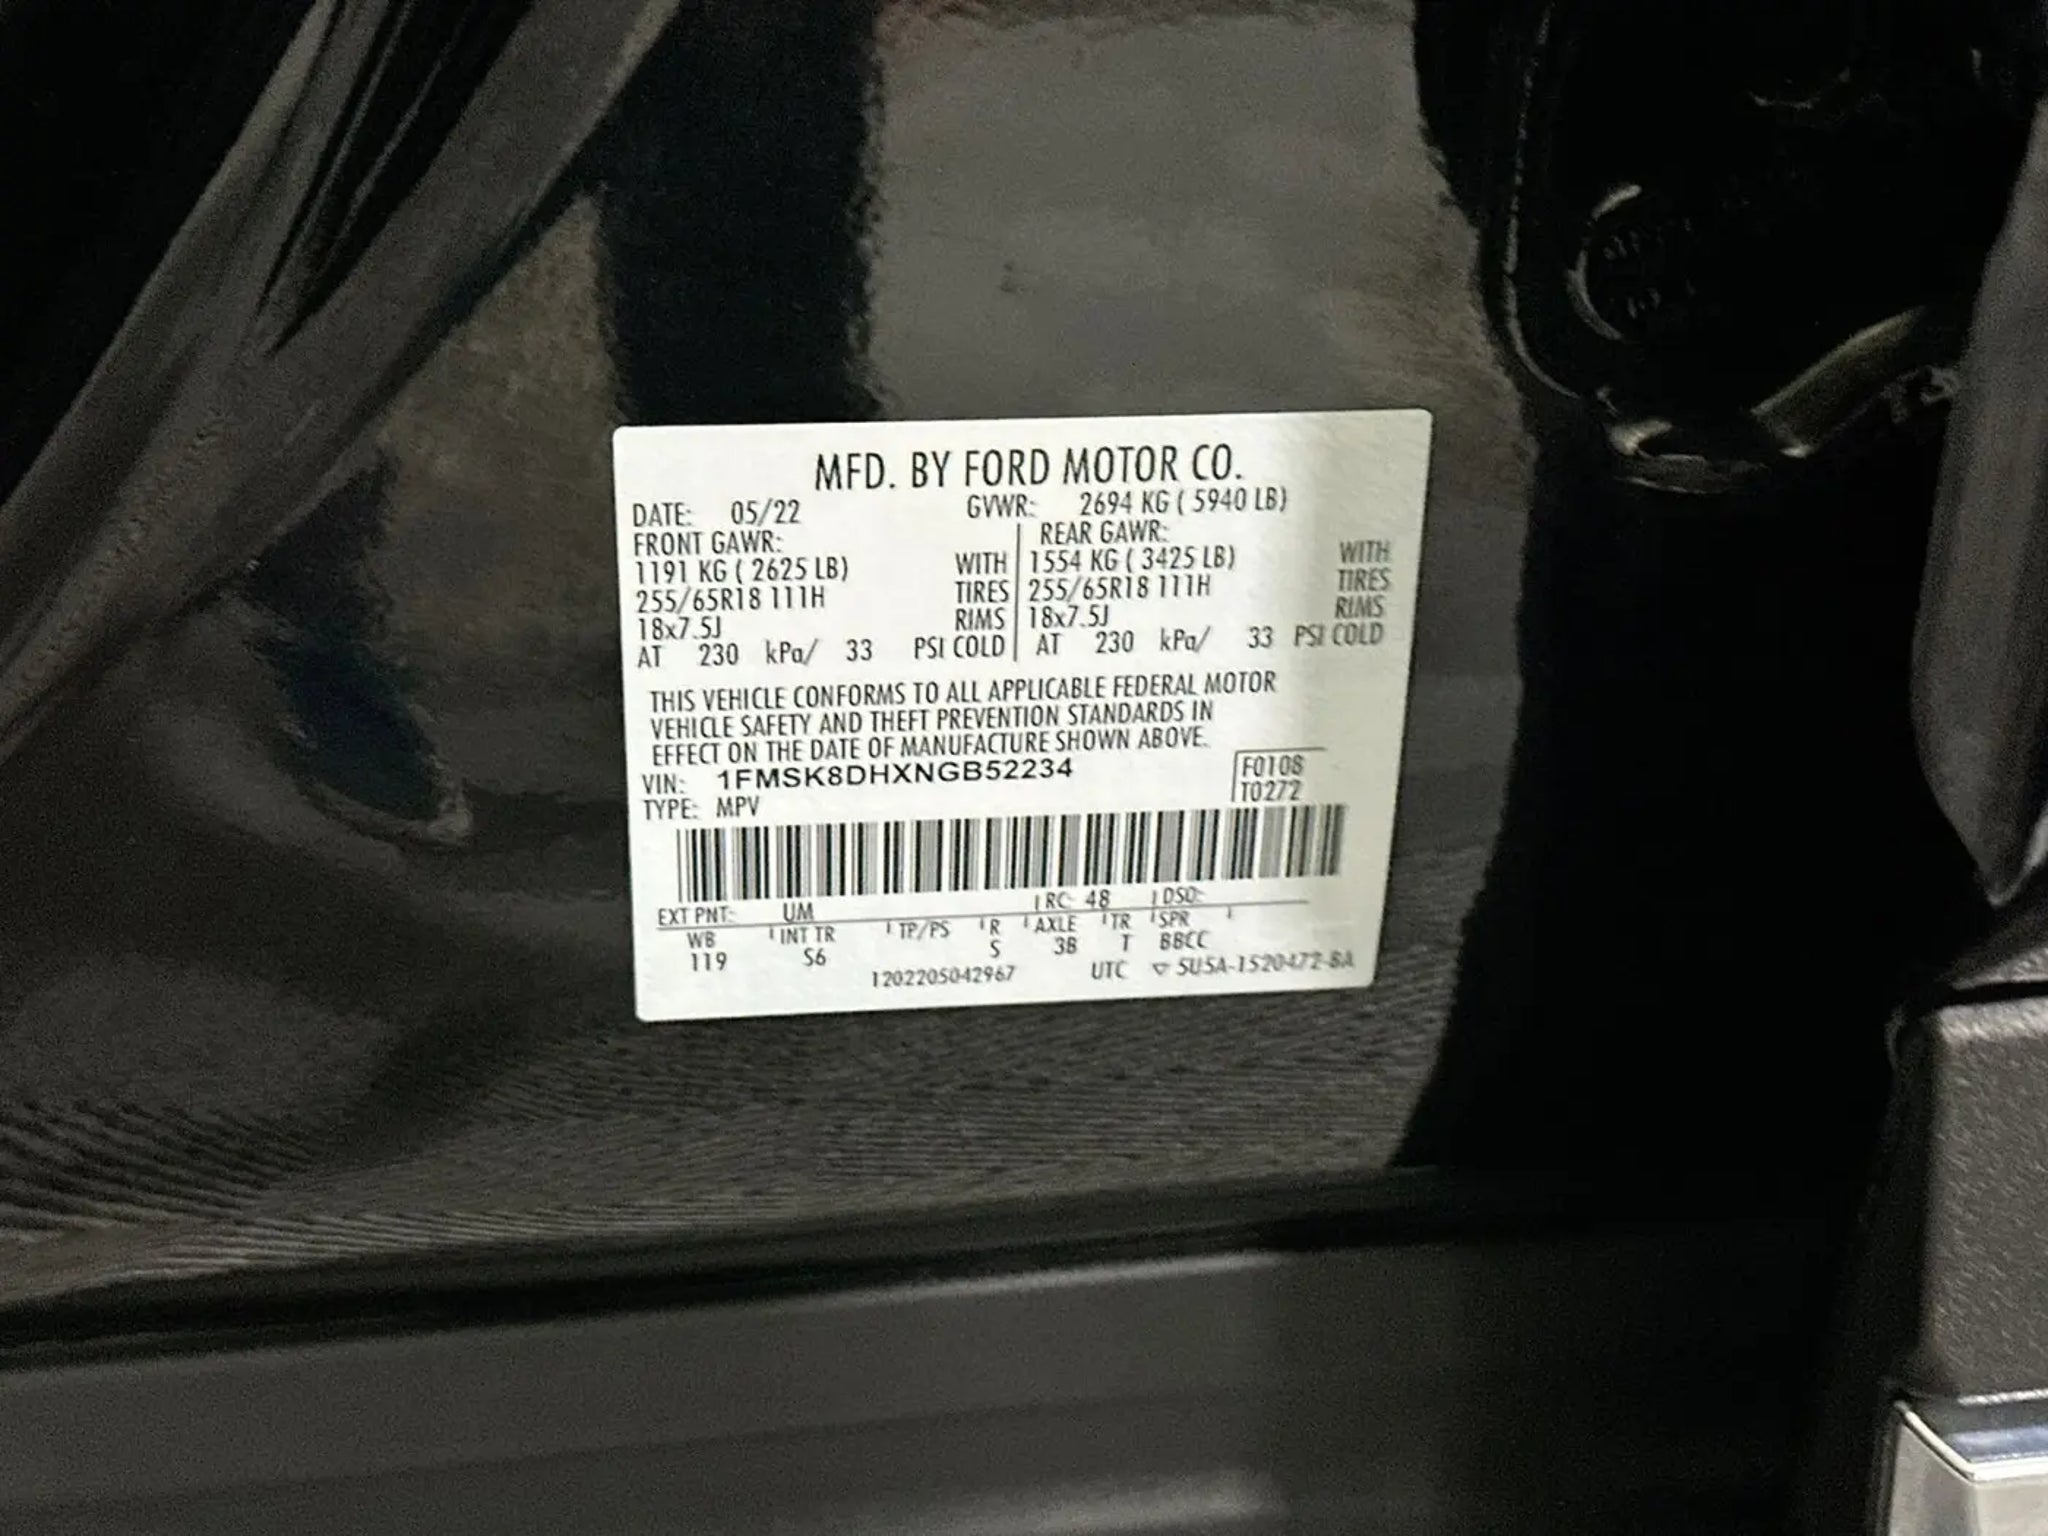 MFD. BY FORD MOTOR CO.
DATE: 05/22 GVWR: 2694 KG ( 5940 LB)
FRONT GAWR: REAR GAWR:
1191 KG ( 2625 LB) WITH 1554 KG ( 3425 LB) WITH
255/65R18 111H TIRES 255/65R18 111H TIRES
18x7.5J RIMS 18x7.5J RIMS
AT 230 kPa/ 33 PSI COLD AT 230 kPa/ 33 PSI COLD
THIS VEHICLE CONFORMS TO ALL APPLICABLE FEDERAL MOTOR
VEHICLE SAFETY AND THEFT PREVENTION STANDARDS IN
EFFECT ON THE DATE OF MANUFACTURE SHOWN ABOVE.
VIN: 1FMSK8DHXNGB52234 F0108
TYPE: MPV T0272
EXT PNT: UM RC: 48 DSO:
WB INT TR TP/PS R AXLE TR SPR
119 S6 S 3B T BBCC
1202205042967 UTC ▽ 5U5A-1520472-BA